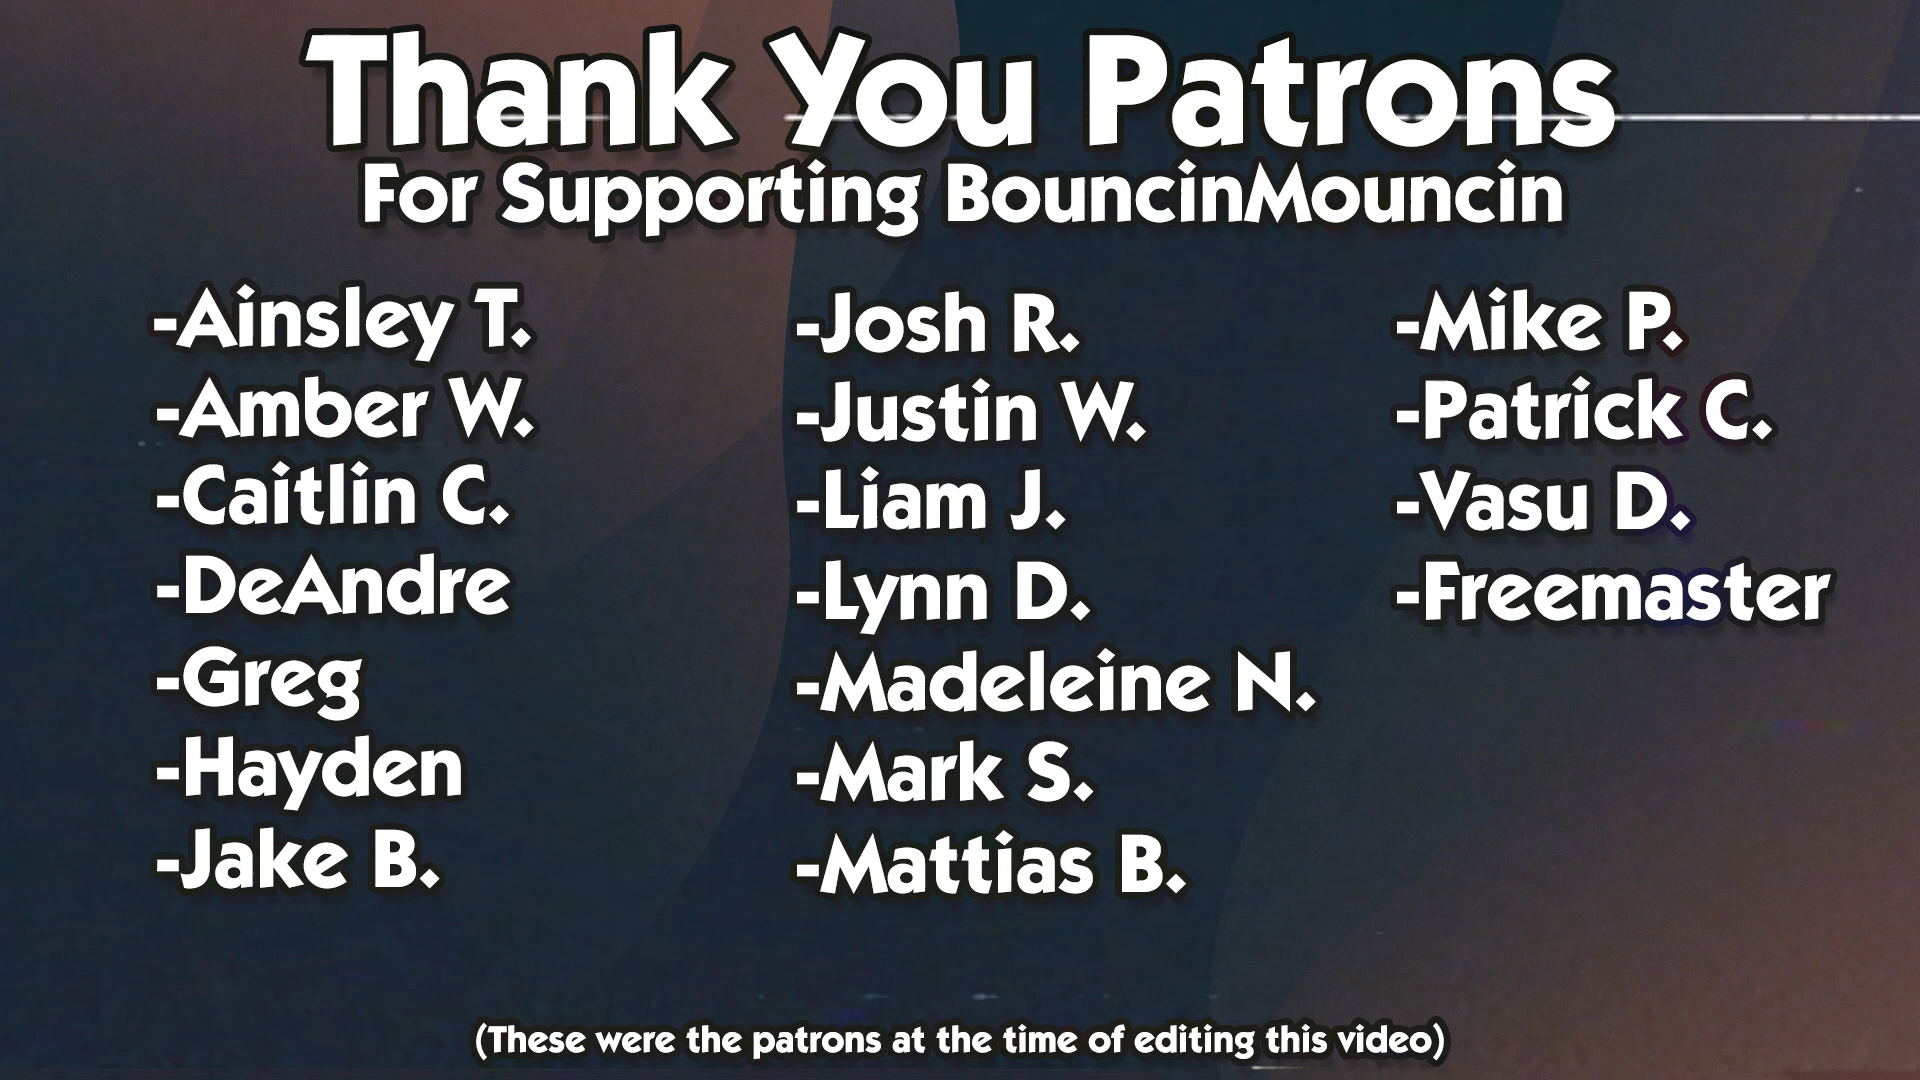 Thank You Patrons
For Supporting BouncinMouncin
-Ainsley T.
-Amber W.
-Caitlin C.
-DeAndre
-Greg
-Hayden
-Jake B.
-Josh R.
-Justin W.
-Liam J.
-Lynn D.
-Madeleine N.
-Mark S.
-Mattias B.
-Mike P.
-Patrick C.
-Vasu D.
-Freemaster
(These were the patrons at the time of editing this video)